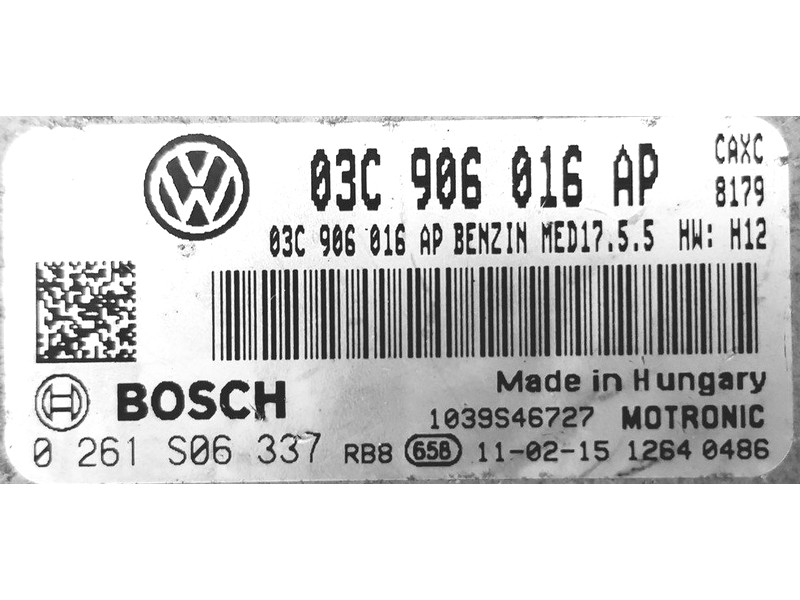 03C 906 016 AP CAXC
8179
03C 906 016 AP BENZIN MED17.5.5 HW: H12
Made in Hungary
BOSCH 1039S46727 MOTRONIC
0 261 S06 337 RB8 658 11-02-15 1264 0486